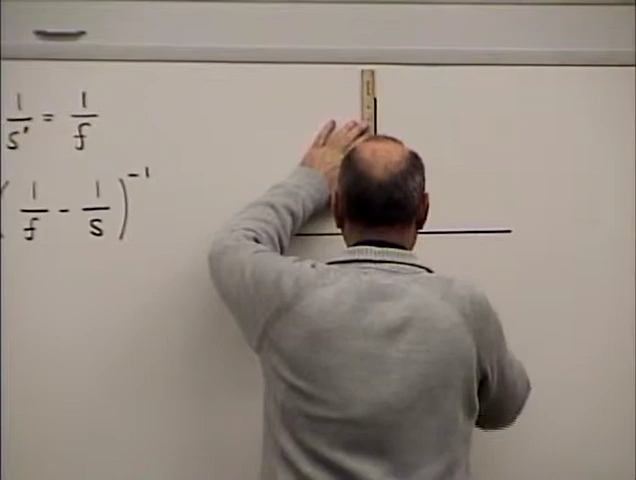 1/s' = 1/f
(1/f - 1/s)^-1